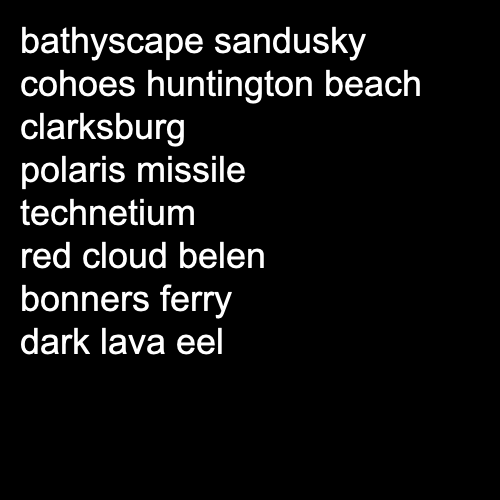 bathyscape sandusky
cohoes huntington beach
clarksburg
polaris missile
technetium
red cloud belen
bonners ferry
dark lava eel